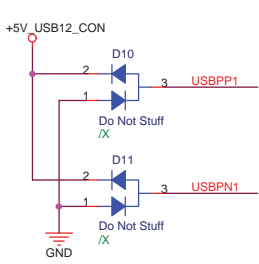 +5V_USB12_CON
D10
2
3 USBPP1
1
Do Not Stuff
/X
D11
2
3 USBPN1
1
Do Not Stuff
/X
GND